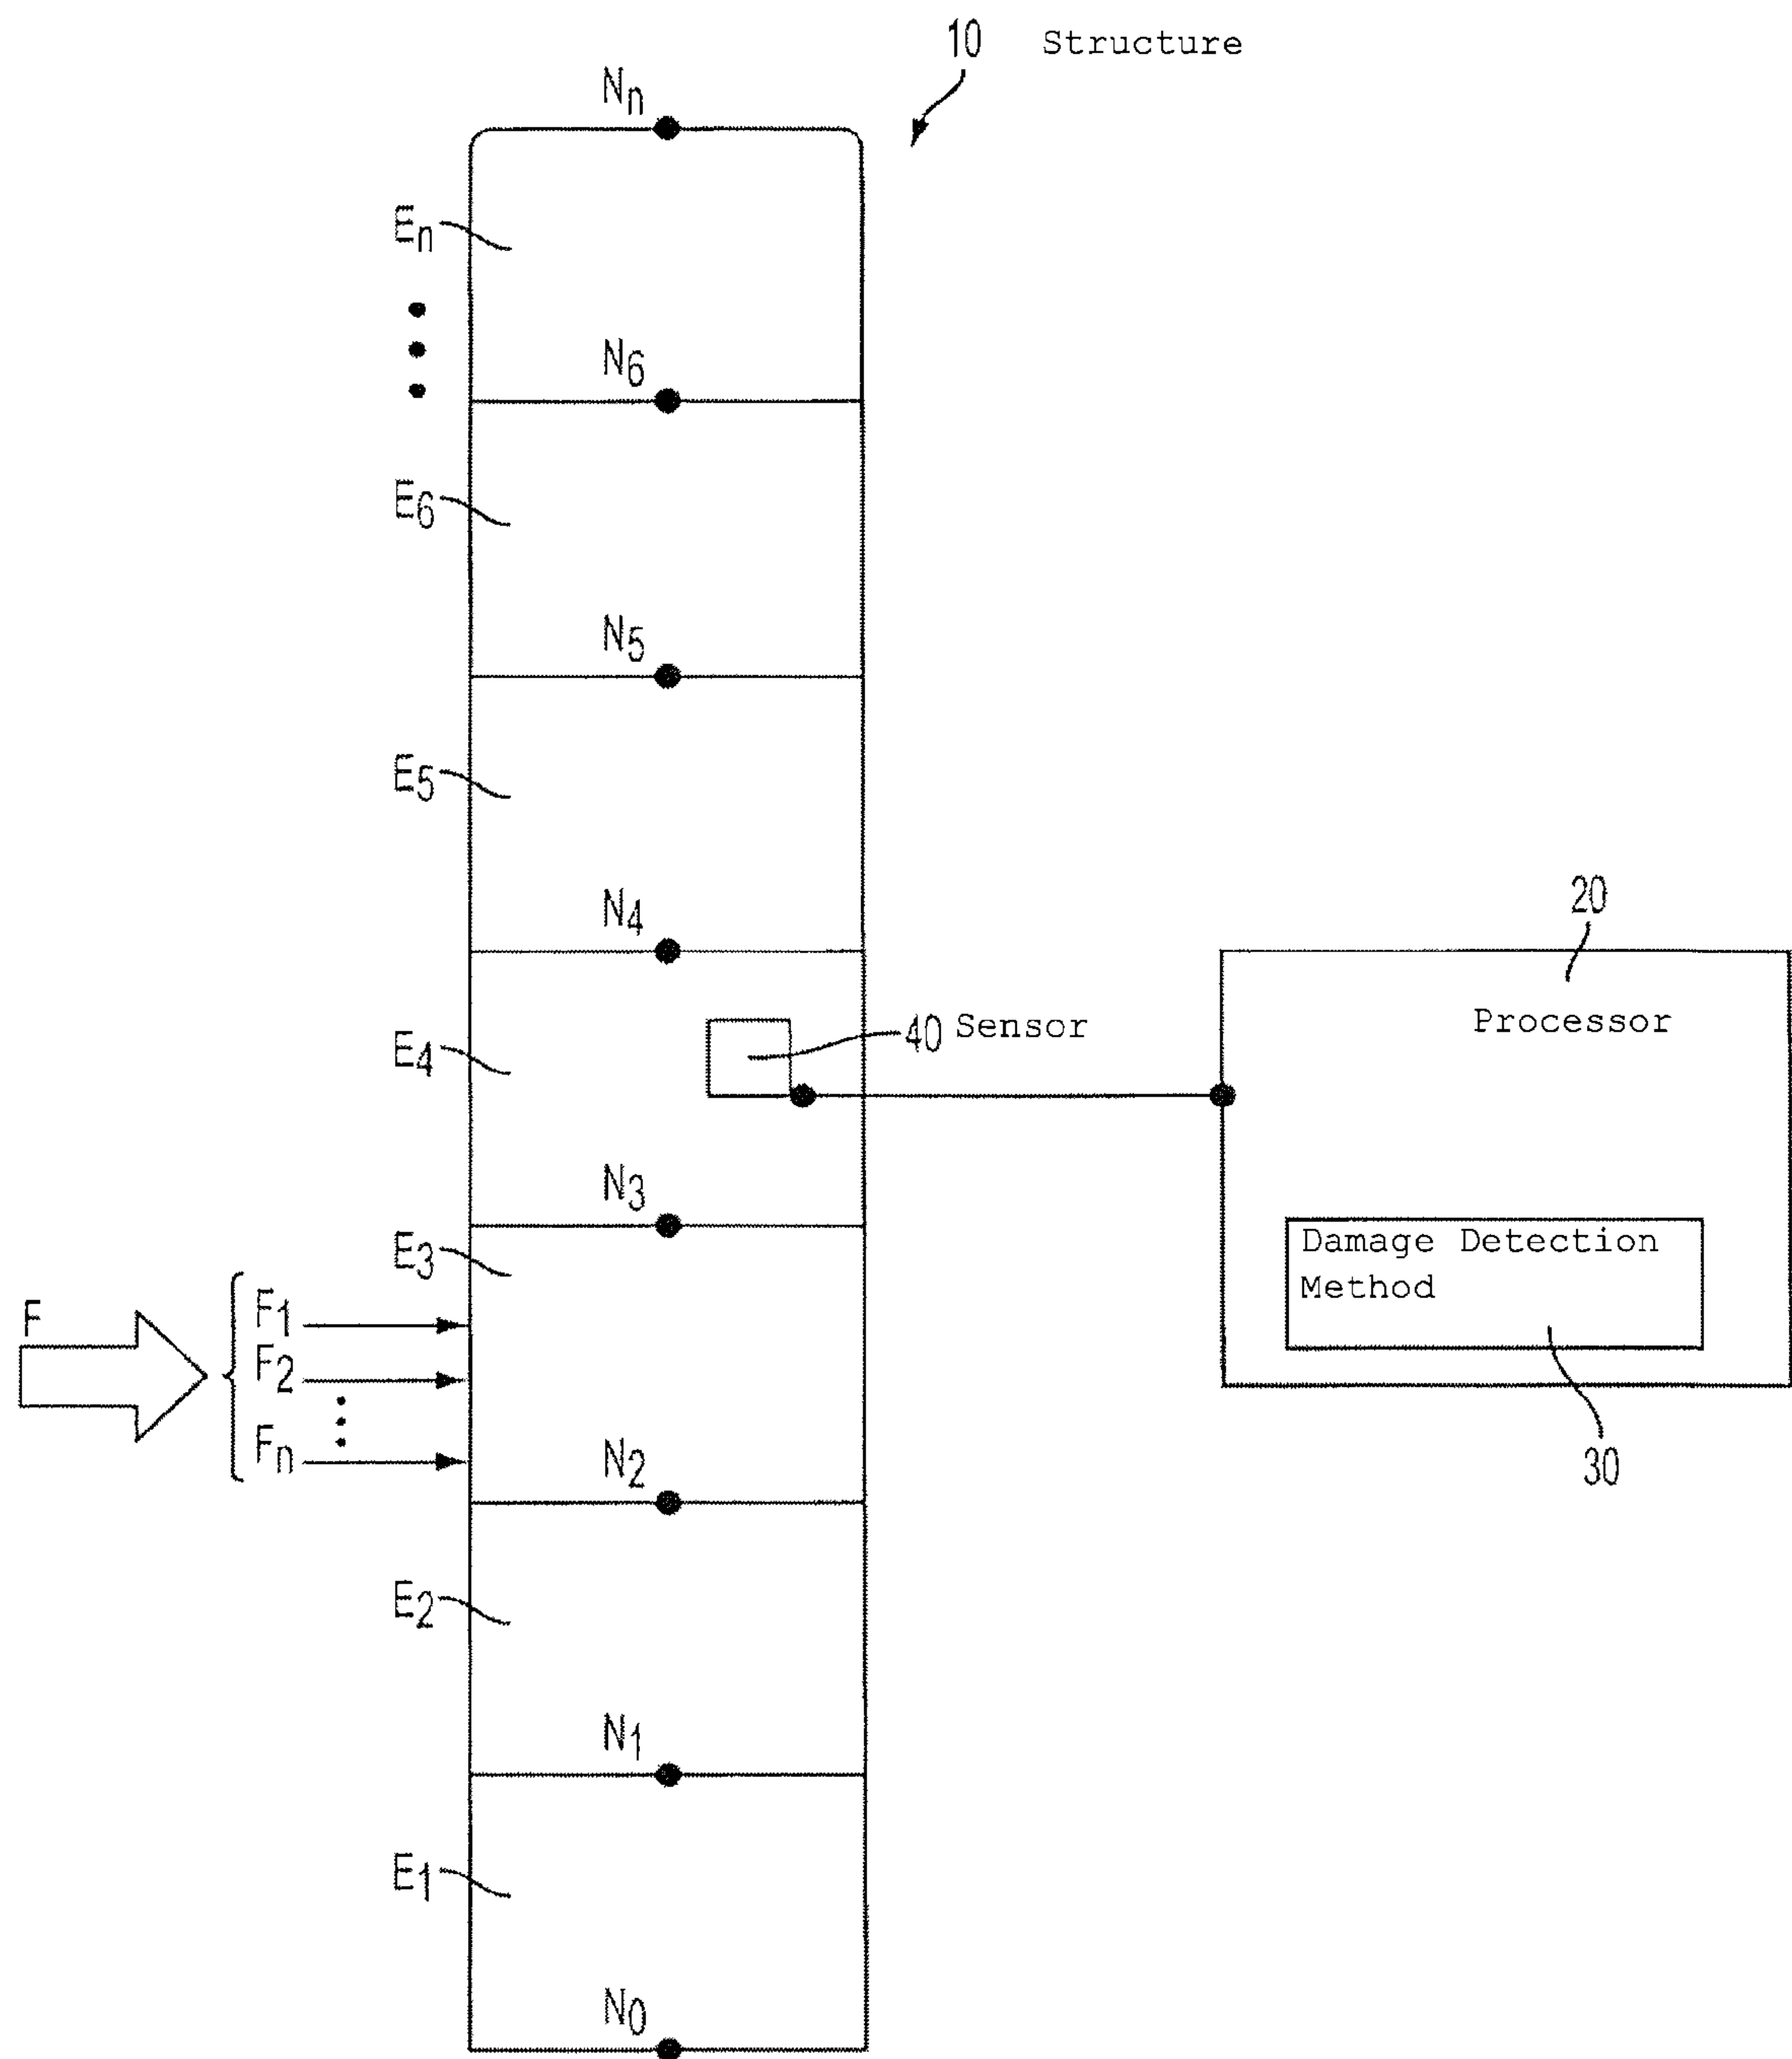 10 Structure
Nn
En
N6
E6
N5
E5
N4
20
Processor
40 Sensor
E4
N3
E3
Damage Detection
Method
F
F1
F2
Fn
30
N2
E2
N1
E1
N0